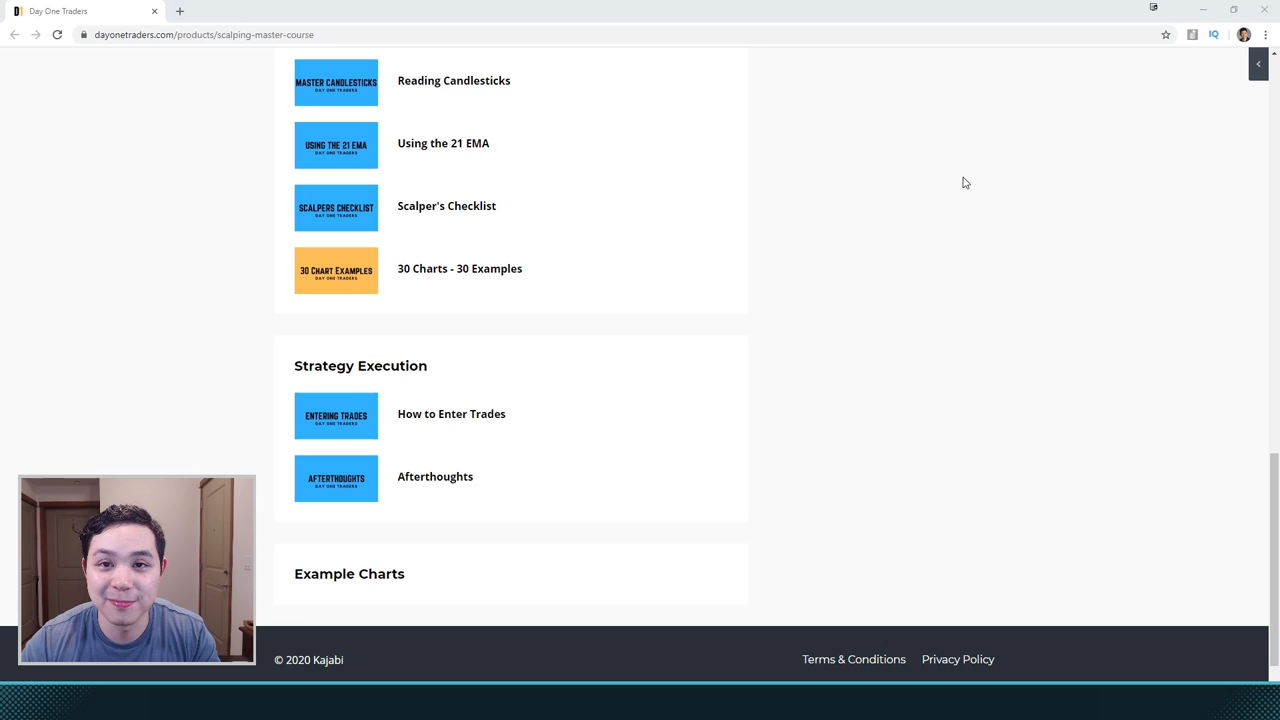 Day One Traders
dayonetraders.com/products/scalping-master-course
MASTER CANDLESTICKS
DAY ONE TRADERS
Reading Candlesticks
USING THE 21 EMA
DAY ONE TRADERS
Using the 21 EMA
SCALPERS CHECKLIST
DAY ONE TRADERS
Scalper's Checklist
30 CHART EXAMPLES
DAY ONE TRADERS
30 Charts - 30 Examples
Strategy Execution
ENTERING TRADES
DAY ONE TRADERS
How to Enter Trades
AFTERTHOUGHTS
DAY ONE TRADERS
Afterthoughts
Example Charts
© 2020 Kajabi
Terms & Conditions
Privacy Policy